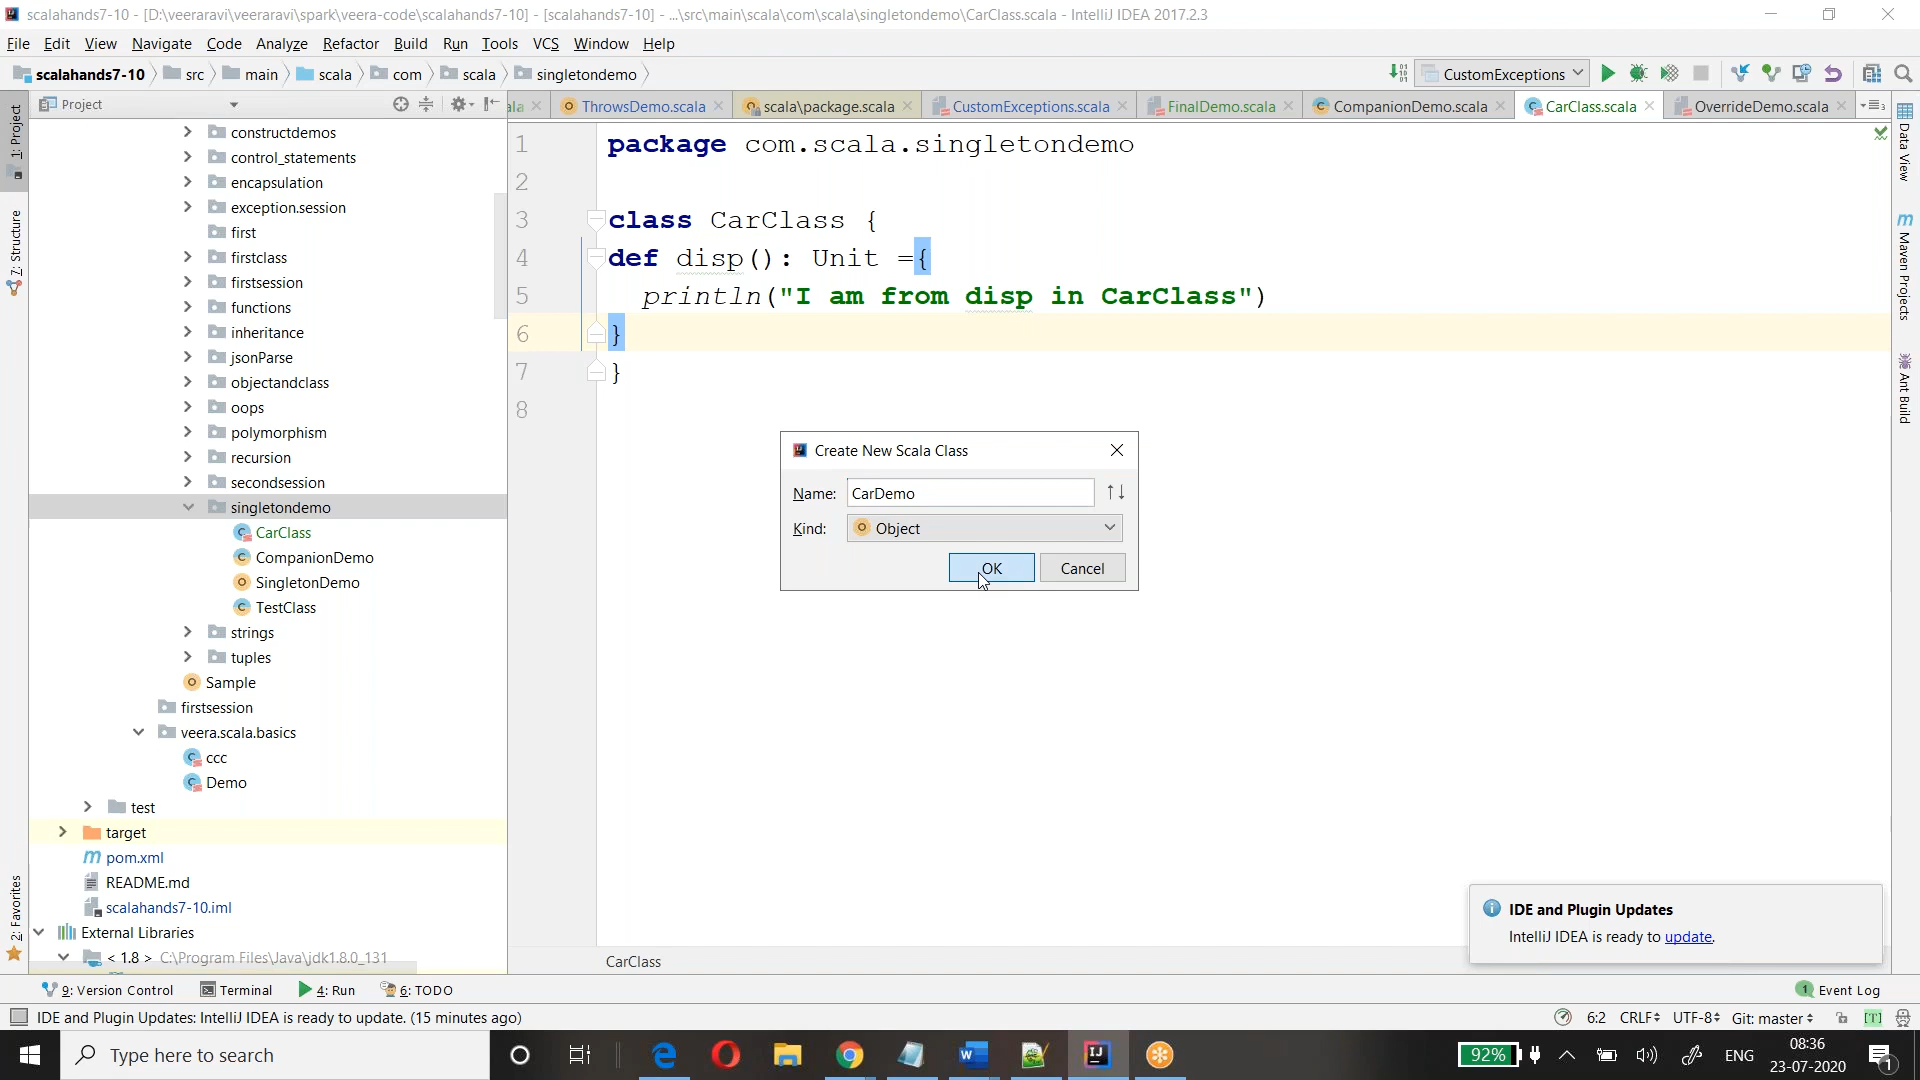 scalahands7-10 - [D:\veeraravi\veeraravi\spark\veera-code\scalahands7-10] - [scalahands7-10] - ...\src\main\scala\com\scala\singletondemo\CarClass.scala - IntelliJ IDEA 2017.2.3
File Edit View Navigate Code Analyze Refactor Build Run Tools VCS Window Help
scalahands7-10 src main scala com scala singletondemo CustomExceptions
Project ala ThrowsDemo.scala scala\package.scala CustomExceptions.scala FinalDemo.scala CompanionDemo.scala CarClass.scala OverrideDemo.scala
1: Project
7: Structure
2: Favorites
constructdemos
control_statements
encapsulation
exception.session
first
firstclass
firstsession
functions
inheritance
jsonParse
objectandclass
oops
polymorphism
recursion
secondsession
singletondemo
CarClass
CompanionDemo
SingletonDemo
TestClass
strings
tuples
Sample
firstsession
veera.scala.basics
ccc
Demo
test
target
pom.xml
README.md
scalahands7-10.iml
External Libraries
< 1.8 > C:\Program Files\Java\jdk1.8.0_131
1 package com.scala.singletondemo
2
3 class CarClass {
4 def disp(): Unit ={
5 println("I am from disp in CarClass")
6 }
7 }
8
Create New Scala Class
Name: CarDemo
Kind: Object
OK Cancel
Data View
Maven Projects
Ant Build
IDE and Plugin Updates
IntelliJ IDEA is ready to update.
CarClass
9: Version Control Terminal 4: Run 6: TODO 1 Event Log
IDE and Plugin Updates: IntelliJ IDEA is ready to update. (15 minutes ago) 6:2 CRLF UTF-8 Git: master [T]
Type here to search 92% ENG 08:36
23-07-2020 1